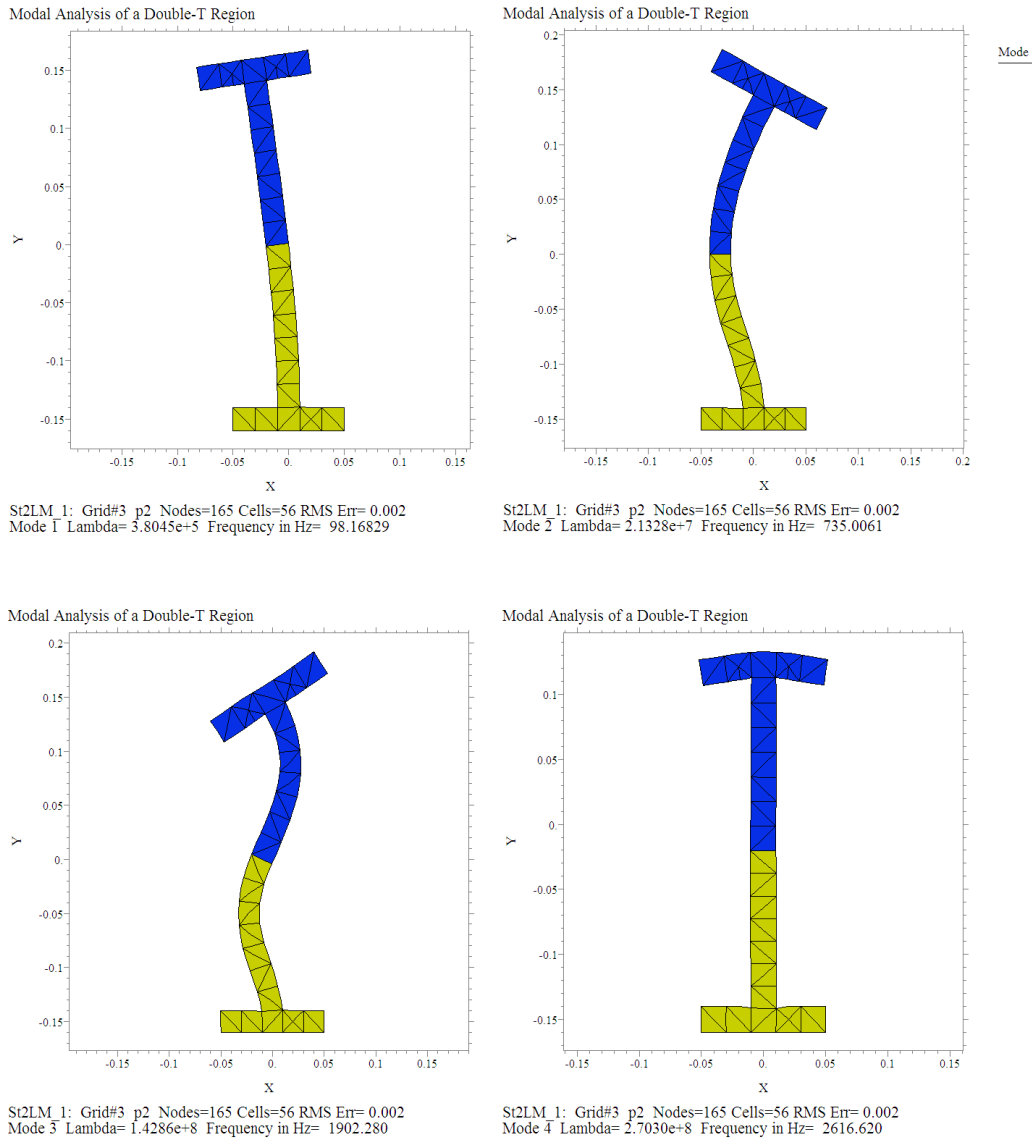 Modal Analysis of a Double-T Region
0.15
0.1
0.05
0.
-0.05
-0.1
-0.15
Y
-0.15 -0.1 -0.05 0. 0.05 0.1 0.15
X
St2LM_1: Grid#3 p2 Nodes=165 Cells=56 RMS Err= 0.002
Mode 1 Lambda= 3.8045e+5 Frequency in Hz= 98.16829
Modal Analysis of a Double-T Region
0.2
0.15
0.1
0.05
0.
-0.05
-0.1
-0.15
Y
-0.15 -0.1 -0.05 0. 0.05 0.1 0.15 0.2
X
St2LM_1: Grid#3 p2 Nodes=165 Cells=56 RMS Err= 0.002
Mode 2 Lambda= 2.1328e+7 Frequency in Hz= 735.0061
Mode
Modal Analysis of a Double-T Region
0.2
0.15
0.1
0.05
0.
-0.05
-0.1
-0.15
Y
-0.15 -0.1 -0.05 0. 0.05 0.1 0.15
X
St2LM_1: Grid#3 p2 Nodes=165 Cells=56 RMS Err= 0.002
Mode 3 Lambda= 1.4286e+8 Frequency in Hz= 1902.280
Modal Analysis of a Double-T Region
0.1
0.05
0.
-0.05
-0.1
-0.15
Y
-0.15 -0.1 -0.05 0. 0.05 0.1 0.15
X
St2LM_1: Grid#3 p2 Nodes=165 Cells=56 RMS Err= 0.002
Mode 4 Lambda= 2.7030e+8 Frequency in Hz= 2616.620